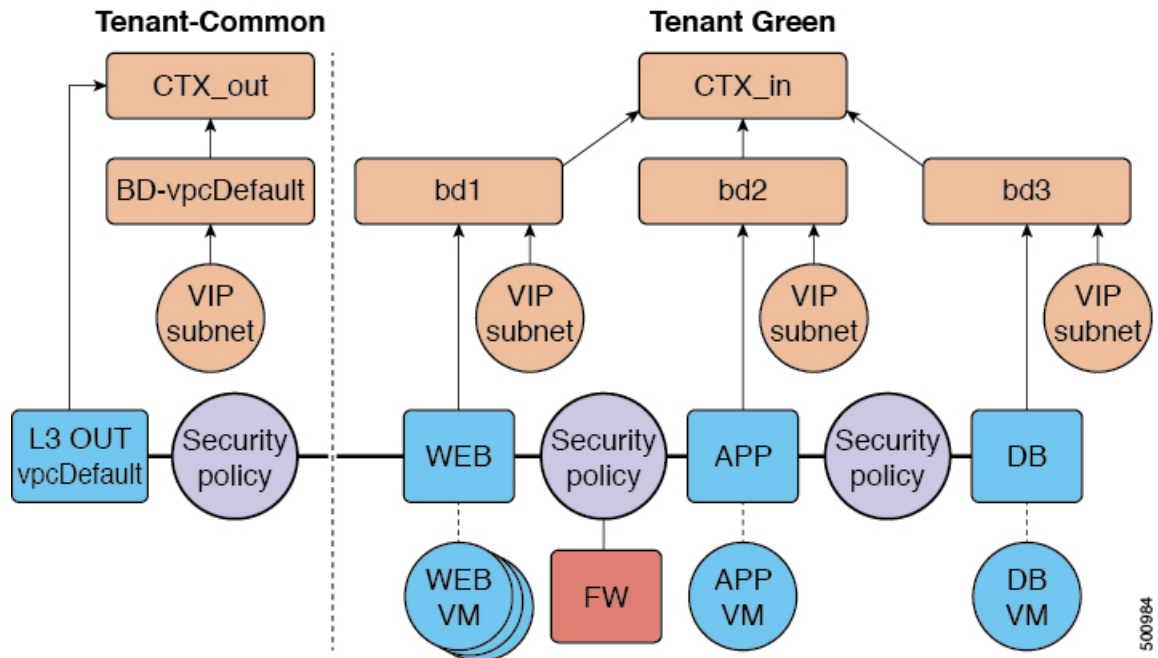 Tenant-Common
Tenant Green
CTX_out
CTX_in
BD-vpcDefault
bd1
bd2
bd3
VIP
subnet
VIP
subnet
VIP
subnet
VIP
subnet
L3 OUT
vpcDefault
Security
policy
WEB
Security
policy
APP
Security
policy
DB
WEB
VM
FW
APP
VM
DB
VM
500984